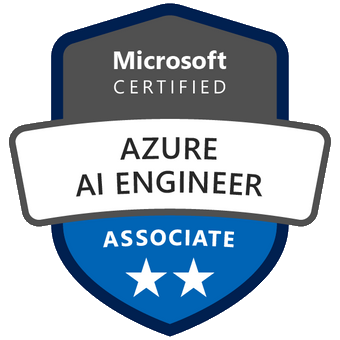 Microsoft
CERTIFIED
AZURE
AI ENGINEER
ASSOCIATE